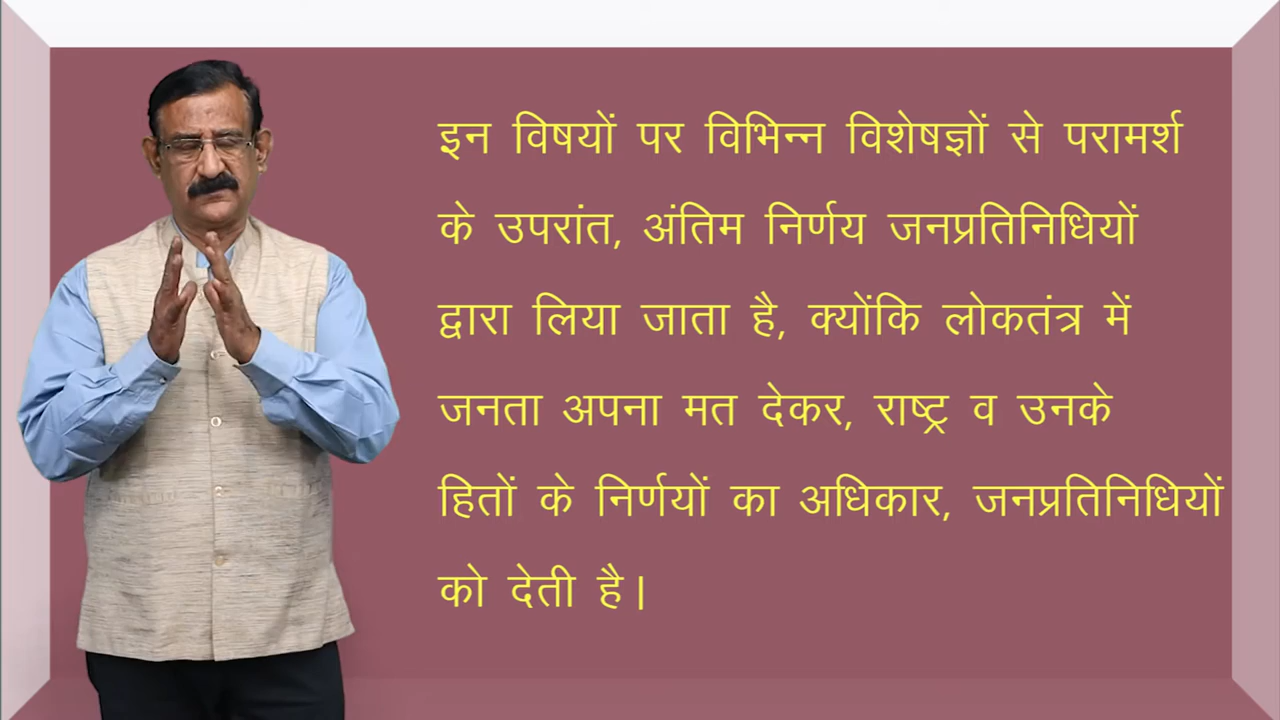 इन विषयों पर विभिन्न विशेषज्ञों से परामर्श
के उपरांत, अंतिम निर्णय जनप्रतिनिधियों
द्वारा लिया जाता है, क्योंकि लोकतंत्र में
जनता अपना मत देकर, राष्ट्र व उनके
हितों के निर्णयों का अधिकार, जनप्रतिनिधियों
को देती है।